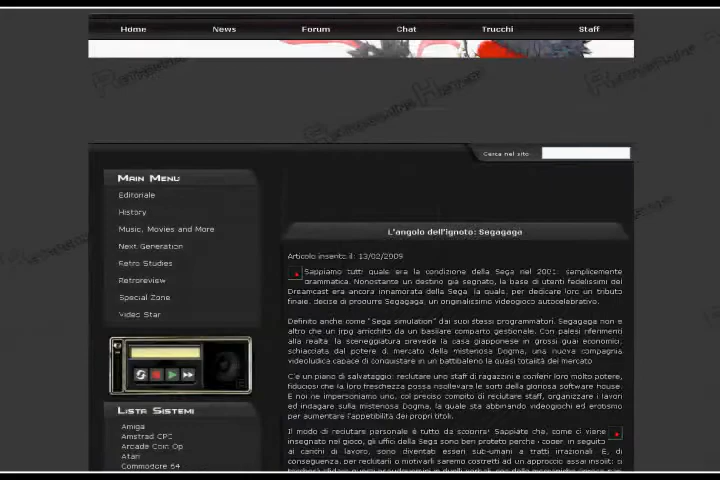 Home News Forum Chat Trucchi Staff
Cerca nel sito
Main Menu
Editoriale
History
Music, Movies and More
Next Generation
Retro Studies
Retroreview
Special Zone
Video Star
Lista Sistemi
Amiga
Amstrad CPC
Arcade Coin Op
Atari
Commodore 64
L'angolo dell'ignoto: Segagaga
Articolo inserito il: 13/02/2009
Sappiamo tutti quale era la condizione della Sega nel 2001: semplicemente
drammatica. Nonostante un destino già segnato, la base di utenti fedelissimi del
Dreamcast era ancora innamorata della Sega, la quale, per dedicare loro un tributo
finale, decise di produrre Segagaga, un originalissimo videogioco autocelebrativo.
Definito anche come "Sega simulation" dai suoi stessi programmatori, Segagaga non è
altro che un jrpg arricchito da un basilare comparto gestionale. Con palesi riferimenti
alla realtà, la sceneggiatura prevede la casa giapponese in grossi guai economici,
schiacciata dal potere di mercato della misteriosa Dogma, una nuova compagnia
videoludica capace di conquistare in un battibaleno la quasi totalità del mercato.
C'è un piano di salvataggio: reclutare uno staff di ragazzini e conferir loro molto potere,
fiduciosi che la loro freschezza possa risollevare le sorti della gloriosa software house.
E noi ne impersoniamo uno, col preciso compito di reclutare staff, organizzare i lavori
ed indagare sulla misteriosa Dogma, la quale sta abbinando videogiochi ed erotismo
per aumentare l'appetibilità dei propri titoli.
Il modo di reclutare personale è tutto da scoprire! Sappiate che, come ci viene
insegnato nel gioco, gli uffici della Sega sono ben protetti perché i coder, in seguito
ai carichi di lavoro, sono diventati esseri sub-umani a tratti irrazionali. E, di
conseguenza, per reclutarli o motivarli saremo costretti ad un approccio assai insolito: ci